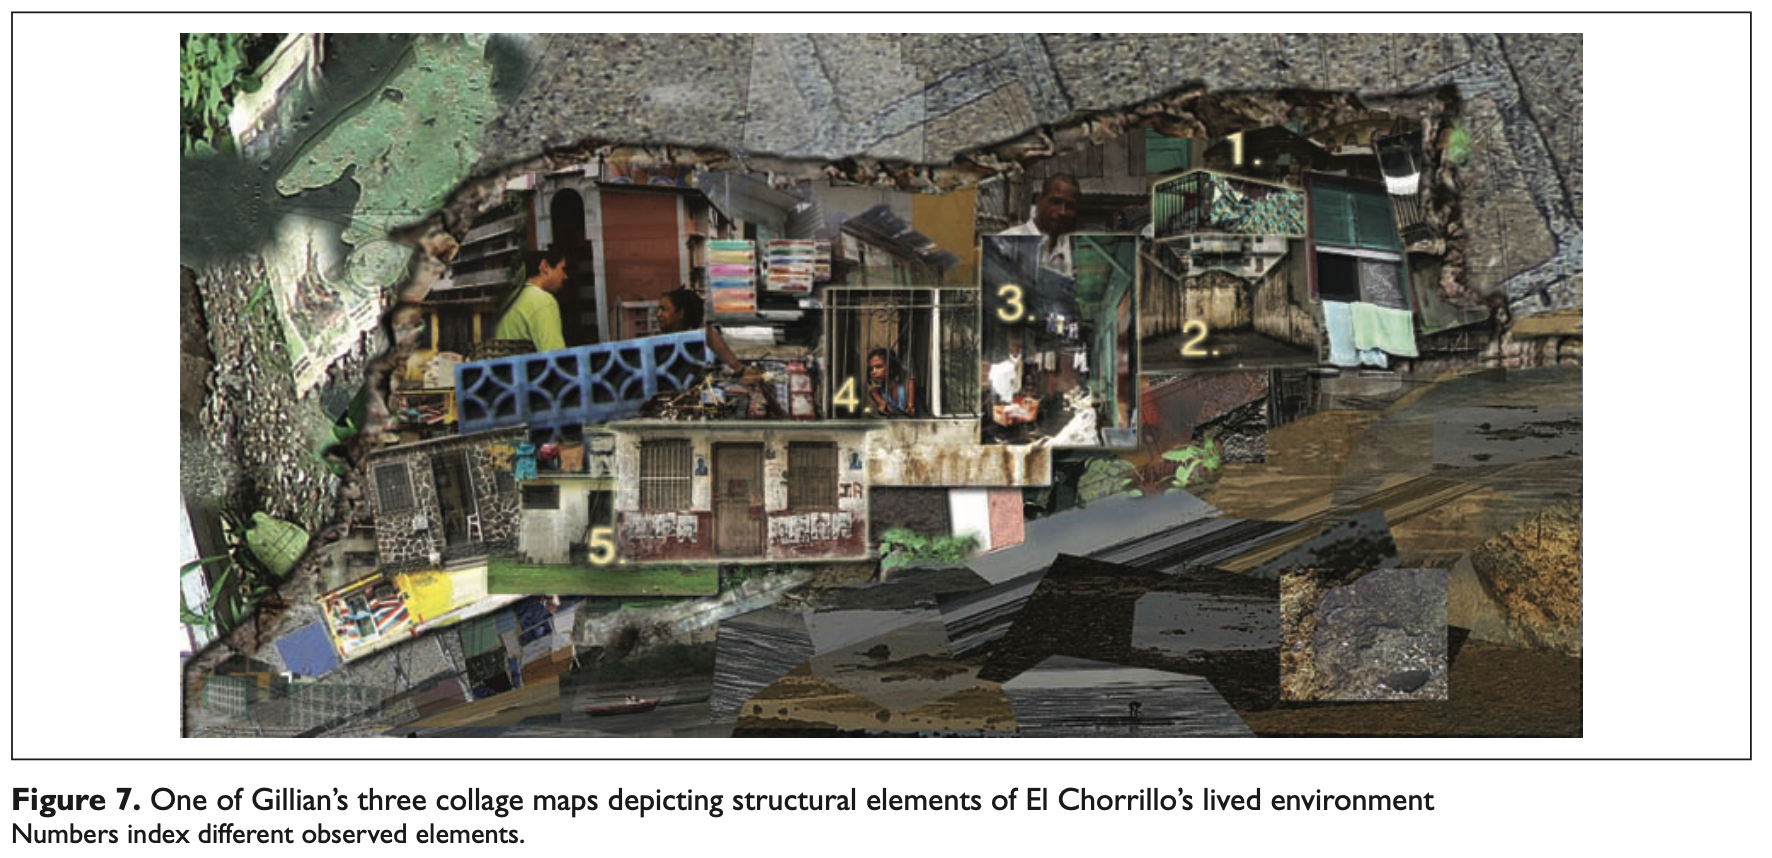 1.
3.
2.
4.
5.
Figure 7. One of Gillian's three collage maps depicting structural elements of El Chorrillo's lived environment
Numbers index different observed elements.